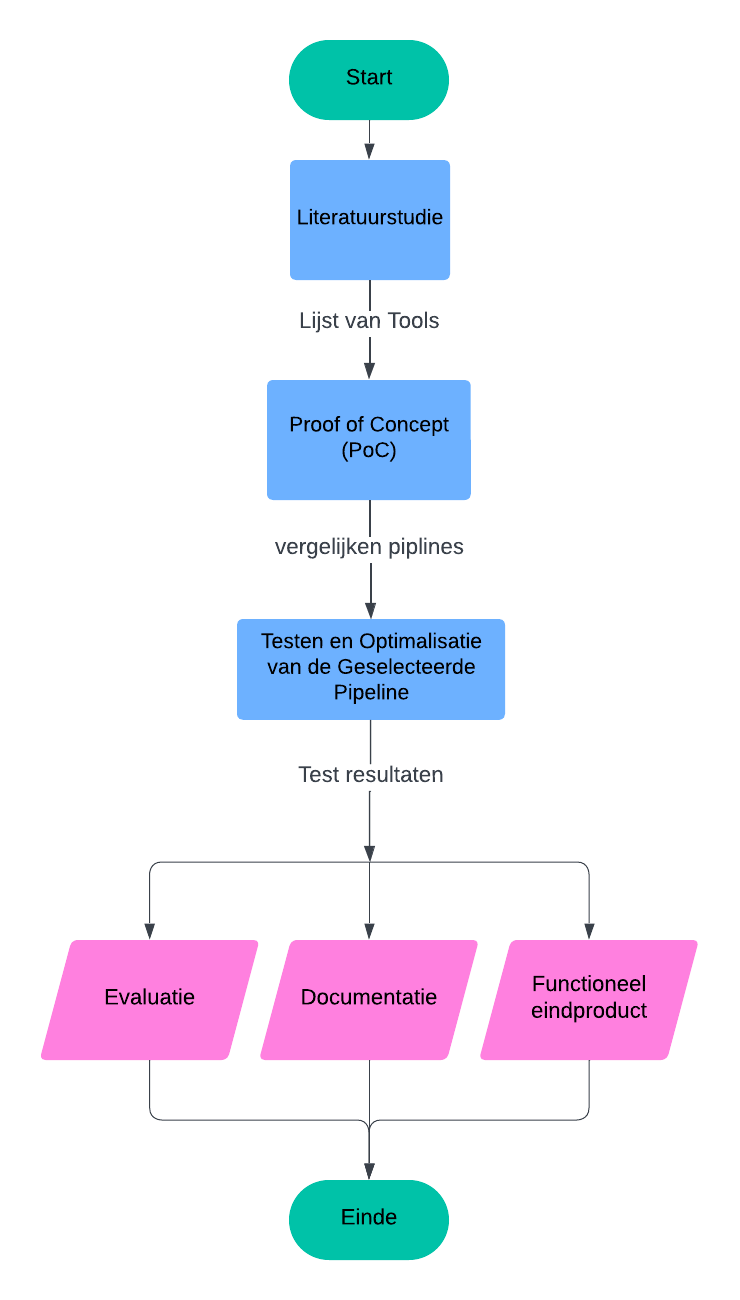 Start
Literatuurstudie
Lijst van Tools
Proof of Concept
(PoC)
vergelijken piplines
Testen en Optimalisatie
van de Geselecteerde
Pipeline
Test resultaten
Evaluatie
Documentatie
Functioneel
eindproduct
Einde